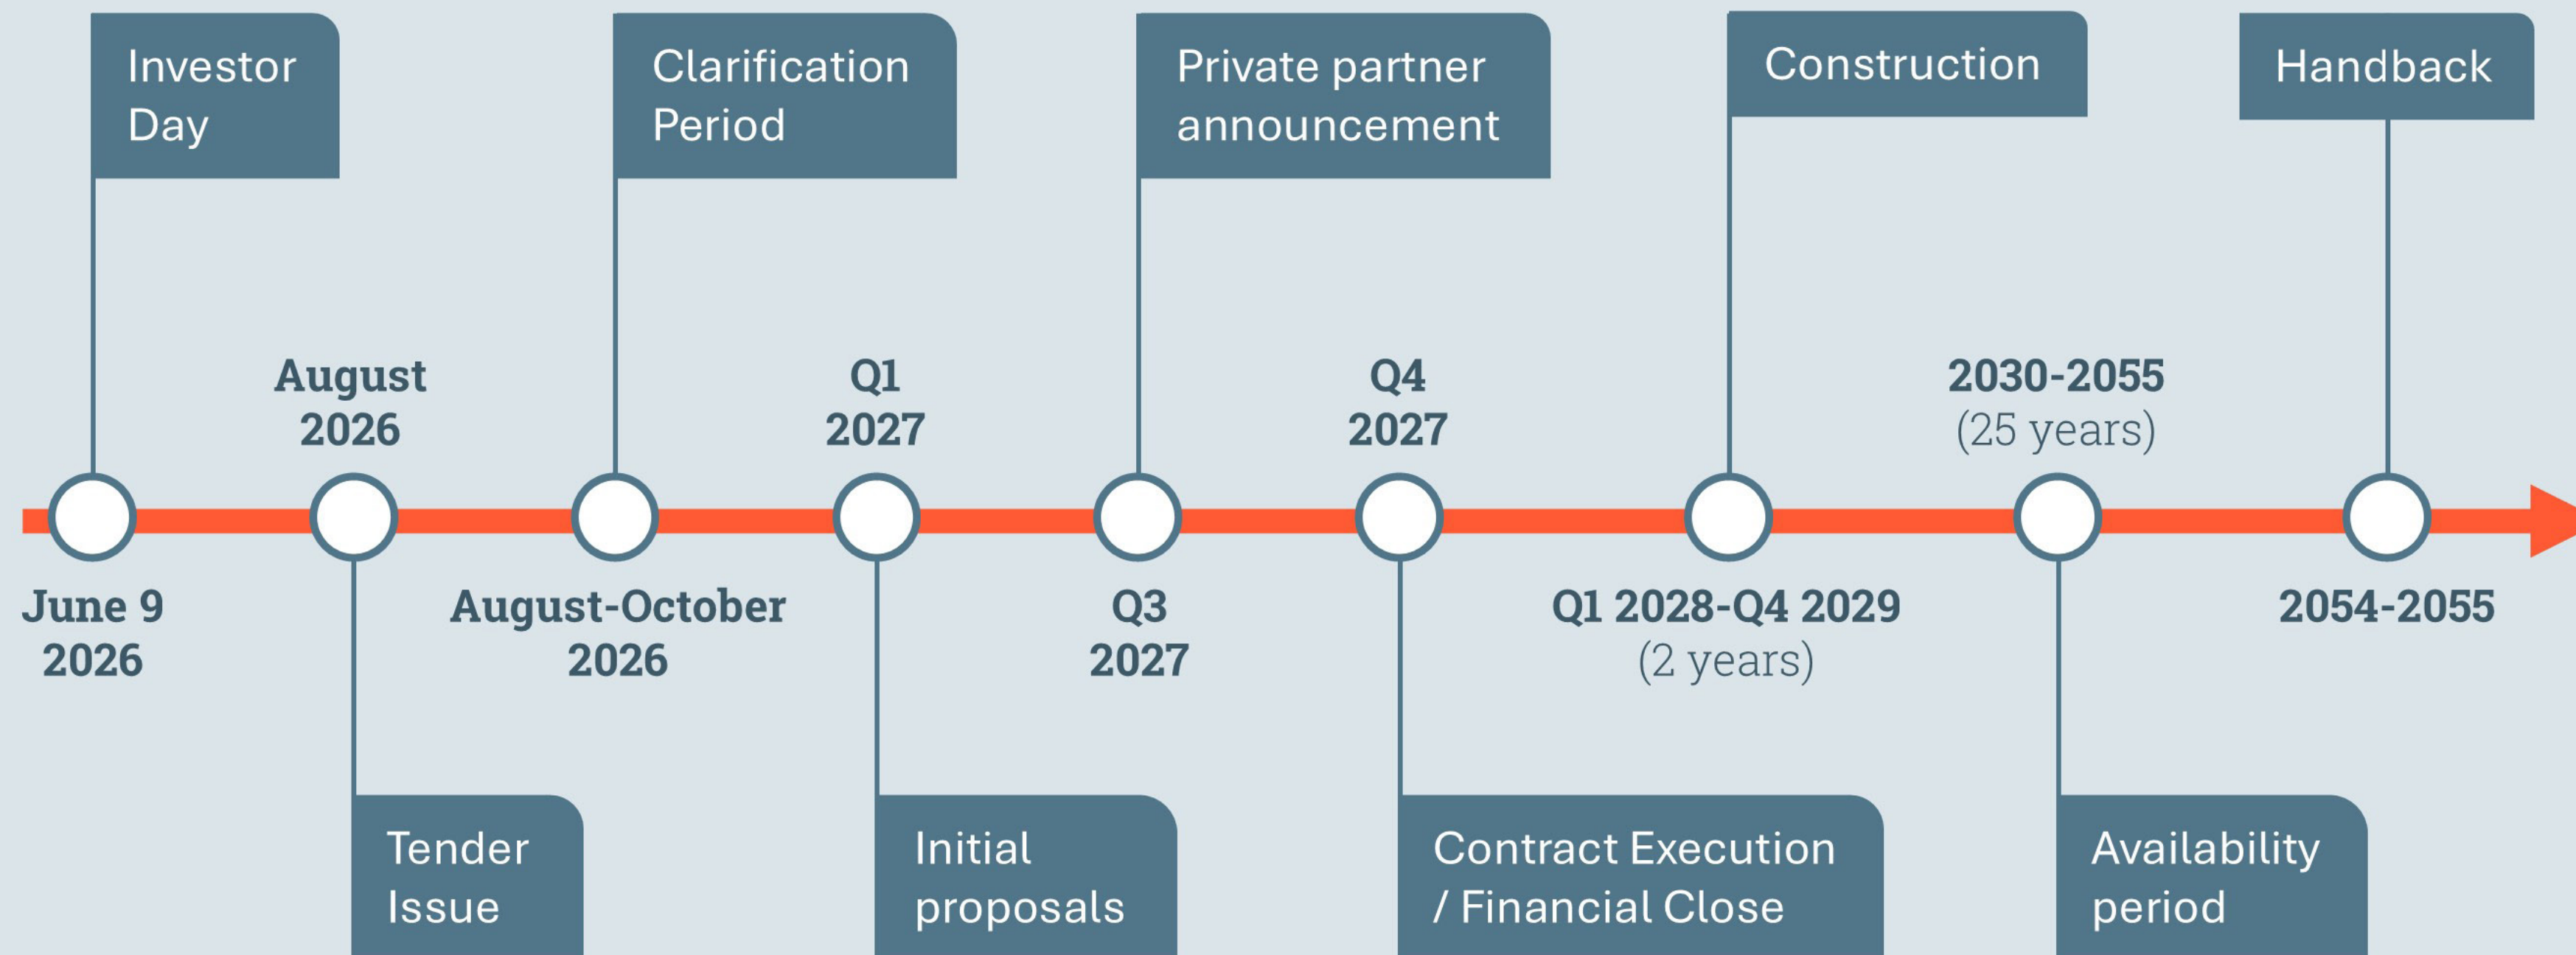 Investor
Day
Clarification
Period
Private partner
announcement
Construction
Handback
August
2026
Q1
2027
Q4
2027
2030-2055
(25 years)
June 9
2026
August-October
2026
Q3
2027
Q1 2028-Q4 2029
(2 years)
2054-2055
Tender
Issue
Initial
proposals
Contract Execution
/ Financial Close
Availability
period